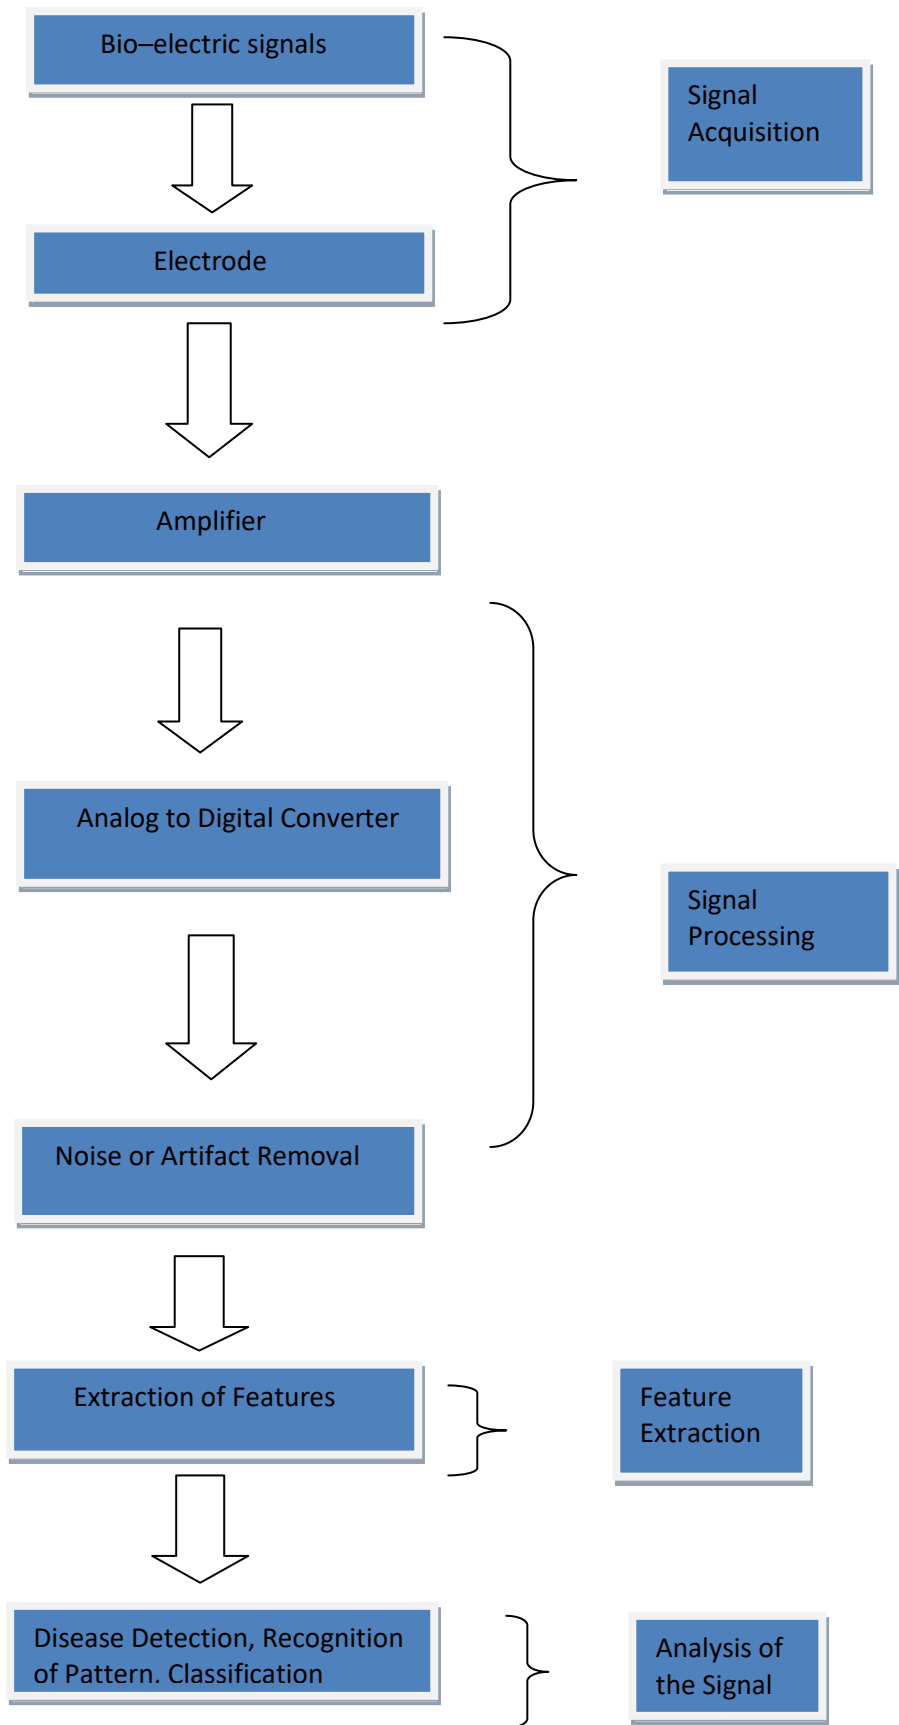 Bio–electric signals
Signal
Acquisition
Electrode
Amplifier
Analog to Digital Converter
Signal
Processing
Noise or Artifact Removal
Extraction of Features
Feature
Extraction
Disease Detection, Recognition
of Pattern. Classification
Analysis of
the Signal